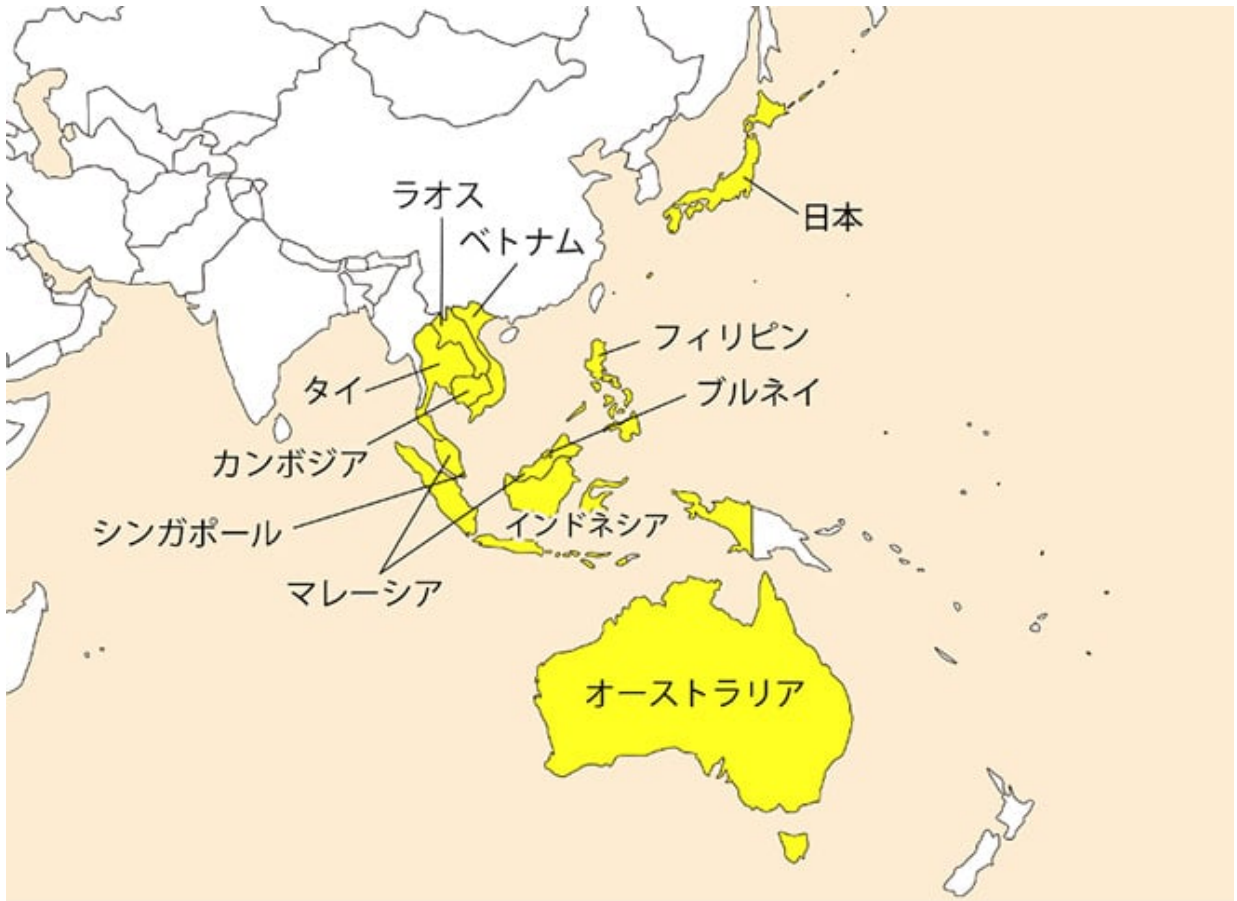 ラオス
日本
ベトナム
フィリピン
タイ
ブルネイ
カンボジア
シンガポール
インドネシア
マレーシア
オーストラリア